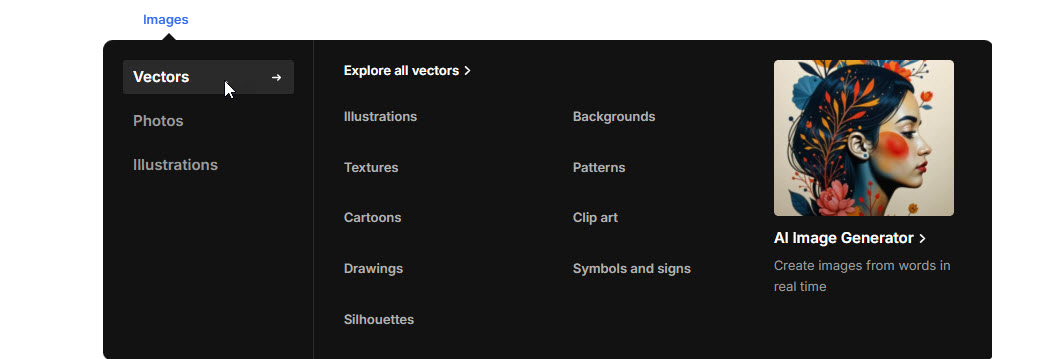 Images
Vectors
Photos
Illustrations
Explore all vectors
Illustrations
Backgrounds
Textures
Patterns
Cartoons
Clip art
Drawings
Symbols and signs
Silhouettes
AI Image Generator
Create images from words in
real time